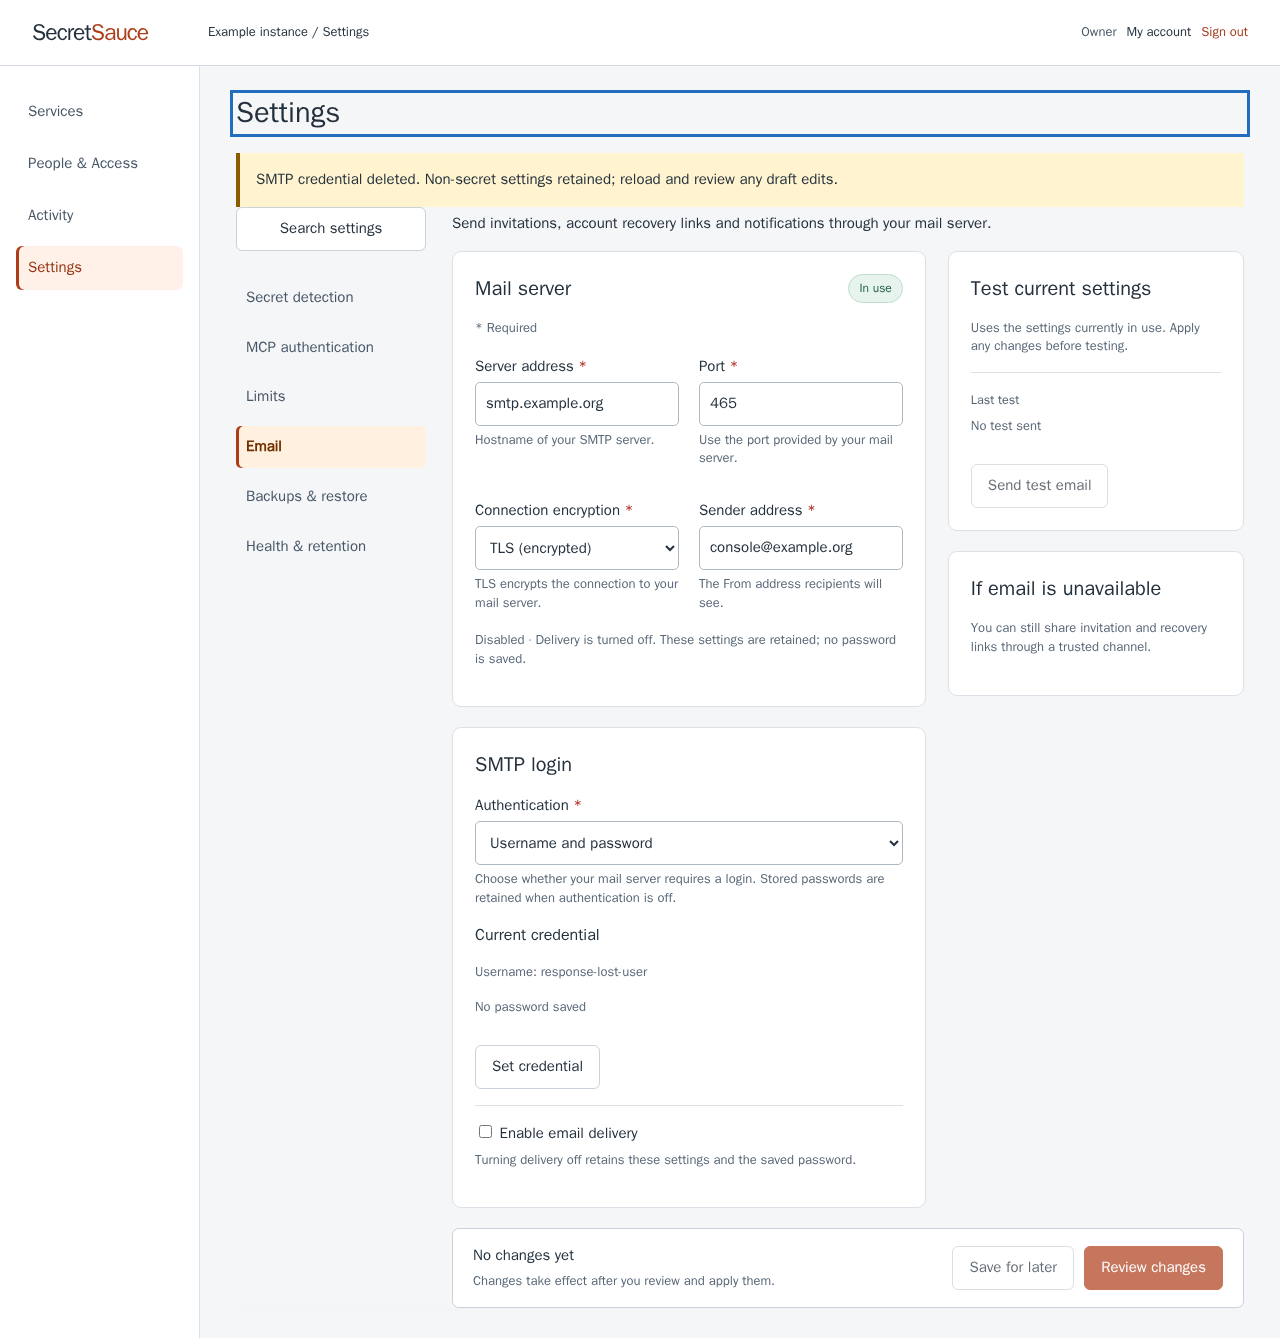 SecretSauce
Example instance / Settings
Owner My account Sign out
Services
People & Access
Activity
Settings
Settings
SMTP credential deleted. Non-secret settings retained; reload and review any draft edits.
Search settings
Secret detection
MCP authentication
Limits
Email
Backups & restore
Health & retention
Send invitations, account recovery links and notifications through your mail server.
Mail server
In use
* Required
Server address *
smtp.example.org
Hostname of your SMTP server.
Port *
465
Use the port provided by your mail
server.
Connection encryption *
TLS (encrypted)
TLS encrypts the connection to your
mail server.
Sender address *
console@example.org
The From address recipients will
see.
Disabled · Delivery is turned off. These settings are retained; no password
is saved.
SMTP login
Authentication *
Username and password
Choose whether your mail server requires a login. Stored passwords are
retained when authentication is off.
Current credential
Username: response-lost-user
No password saved
Set credential
Enable email delivery
Turning delivery off retains these settings and the saved password.
Test current settings
Uses the settings currently in use. Apply
any changes before testing.
Last test
No test sent
Send test email
If email is unavailable
You can still share invitation and recovery
links through a trusted channel.
No changes yet
Changes take effect after you review and apply them.
Save for later
Review changes